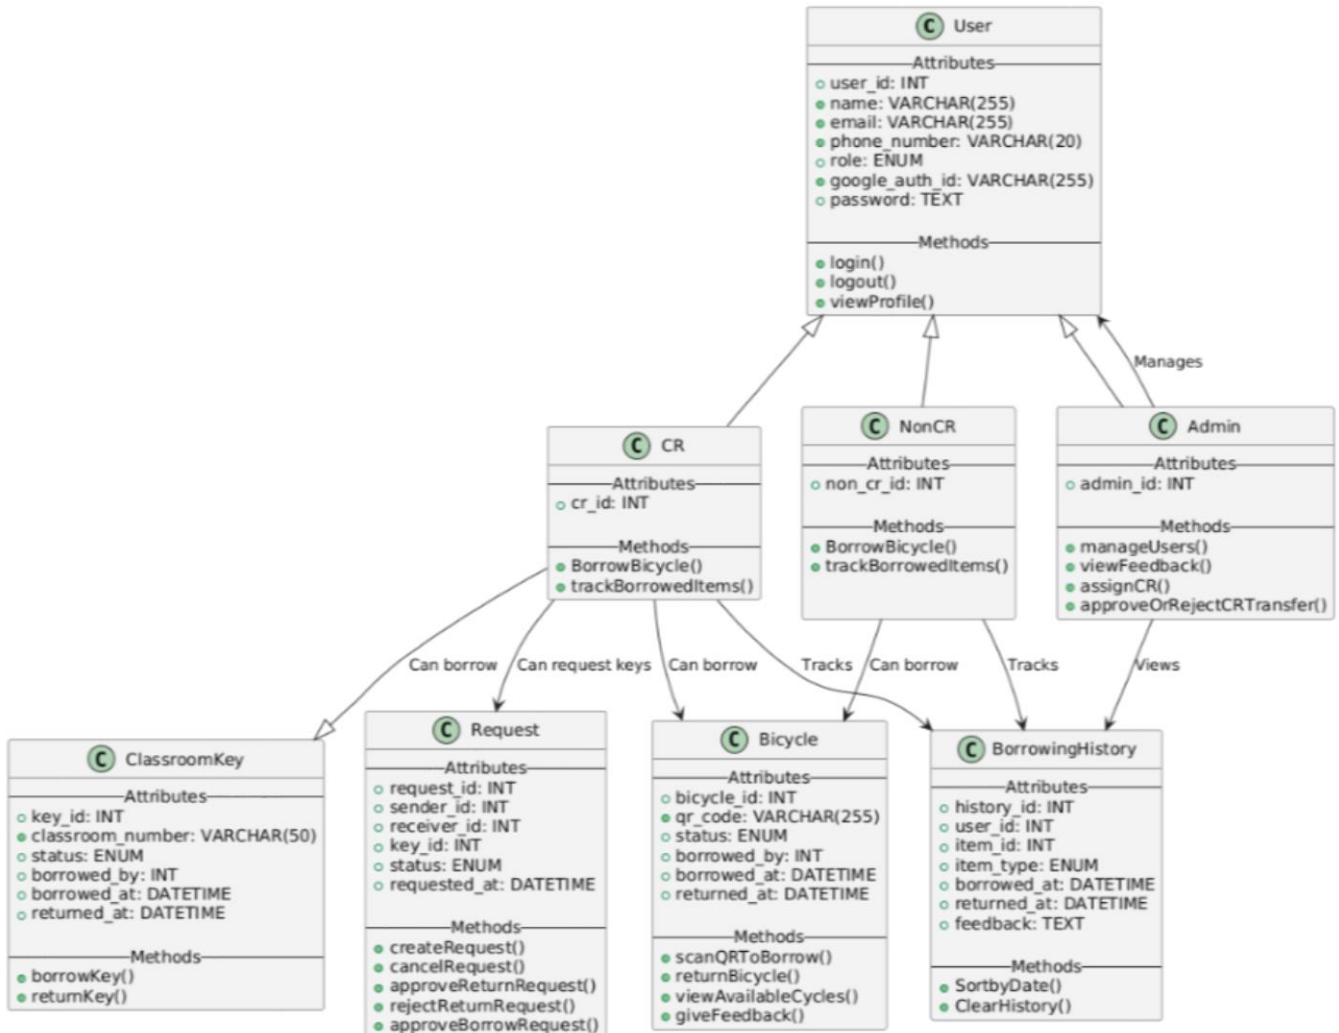 C User
Attributes
user_id: INT
name: VARCHAR(255)
email: VARCHAR(255)
phone_number: VARCHAR(20)
role: ENUM
google_auth_id: VARCHAR(255)
password: TEXT
Methods
login()
logout()
viewProfile()
Manages
C CR
Attributes
cr_id: INT
Methods
BorrowBicycle()
trackBorrowedItems()
C NonCR
Attributes
non_cr_id: INT
Methods
BorrowBicycle()
trackBorrowedItems()
C Admin
Attributes
admin_id: INT
Methods
manageUsers()
viewFeedback()
assignCR()
approveOrRejectCRTransfer()
Can borrow
Can request keys
Can borrow
Tracks
Can borrow
Tracks
Views
C ClassroomKey
Attributes
key_id: INT
classroom_number: VARCHAR(50)
status: ENUM
borrowed_by: INT
borrowed_at: DATETIME
returned_at: DATETIME
Methods
borrowKey()
returnKey()
C Request
Attributes
request_id: INT
sender_id: INT
receiver_id: INT
key_id: INT
status: ENUM
requested_at: DATETIME
Methods
createRequest()
cancelRequest()
approveReturnRequest()
rejectReturnRequest()
approveBorrowRequest()
C Bicycle
Attributes
bicycle_id: INT
qr_code: VARCHAR(255)
status: ENUM
borrowed_by: INT
borrowed_at: DATETIME
returned_at: DATETIME
Methods
scanQRToBorrow()
returnBicycle()
viewAvailableCycles()
giveFeedback()
C BorrowingHistory
Attributes
history_id: INT
user_id: INT
item_id: INT
item_type: ENUM
borrowed_at: DATETIME
returned_at: DATETIME
feedback: TEXT
Methods
SortbyDate()
ClearHistory()